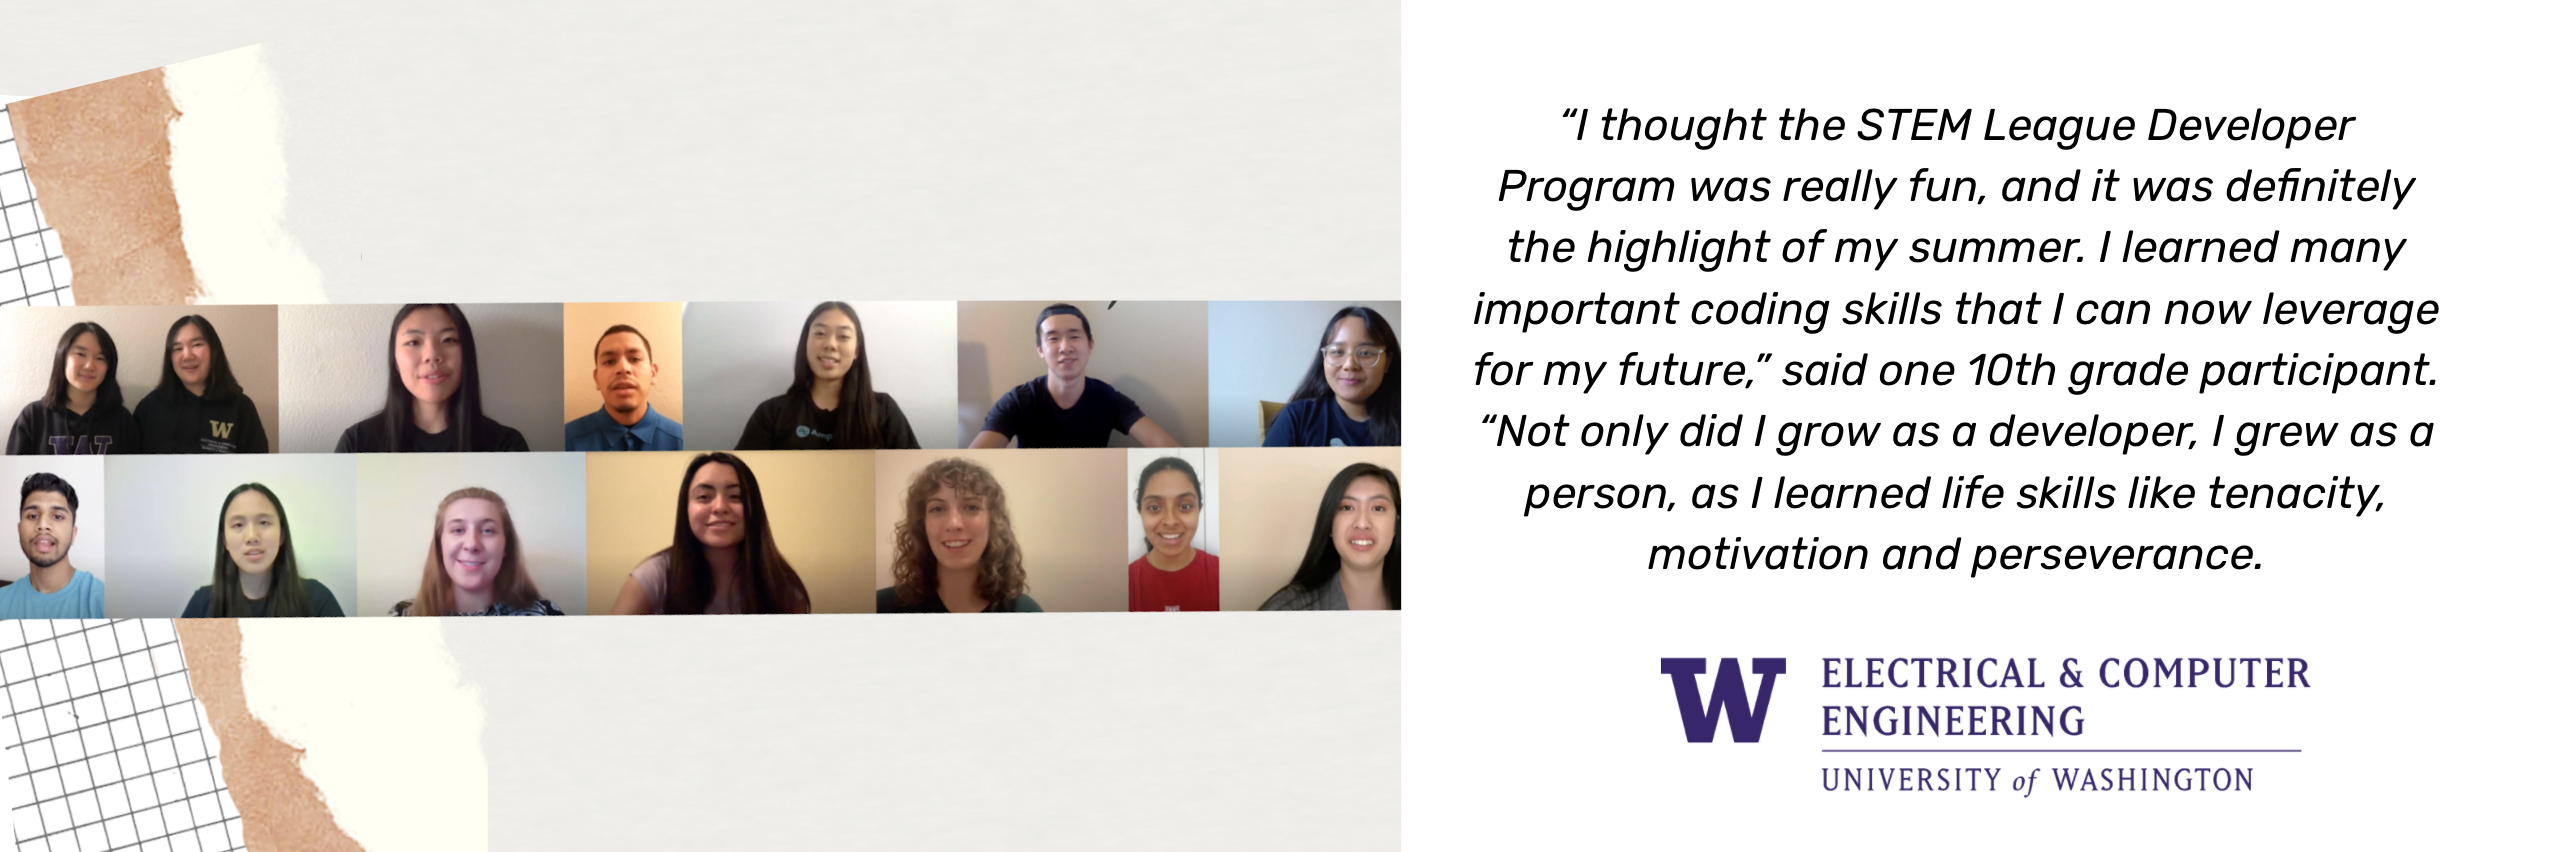 “I thought the STEM League Developer
Program was really fun, and it was definitely
the highlight of my summer. I learned many
important coding skills that I can now leverage
for my future,” said one 10th grade participant.
“Not only did I grow as a developer, I grew as a
person, as I learned life skills like tenacity,
motivation and perseverance.
W
ELECTRICAL & COMPUTER
ENGINEERING
UNIVERSITY of WASHINGTON
W
W